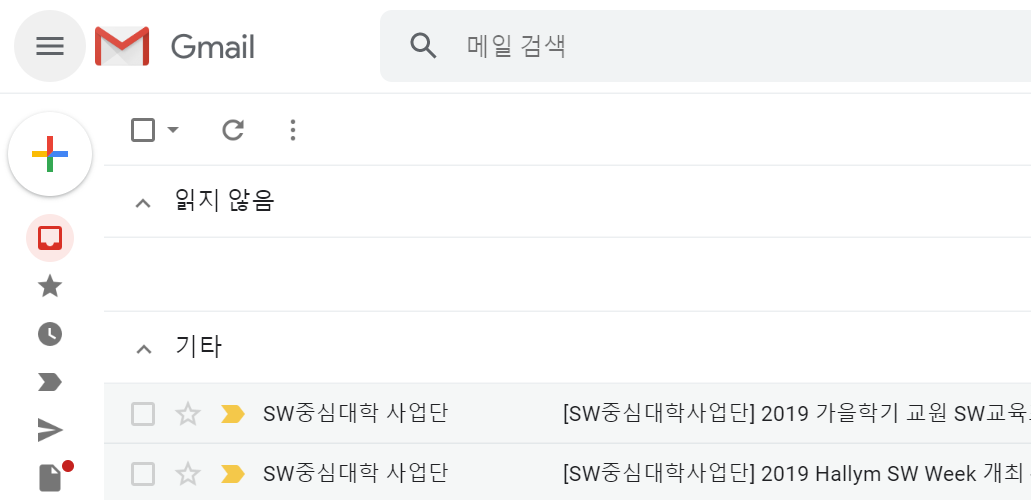 Gmail
메일 검색
읽지 않음
기타
SW중심대학 사업단 [SW중심대학사업단] 2019 가을학기 교원 SW교육
SW중심대학 사업단 [SW중심대학사업단] 2019 Hallym SW Week 개최